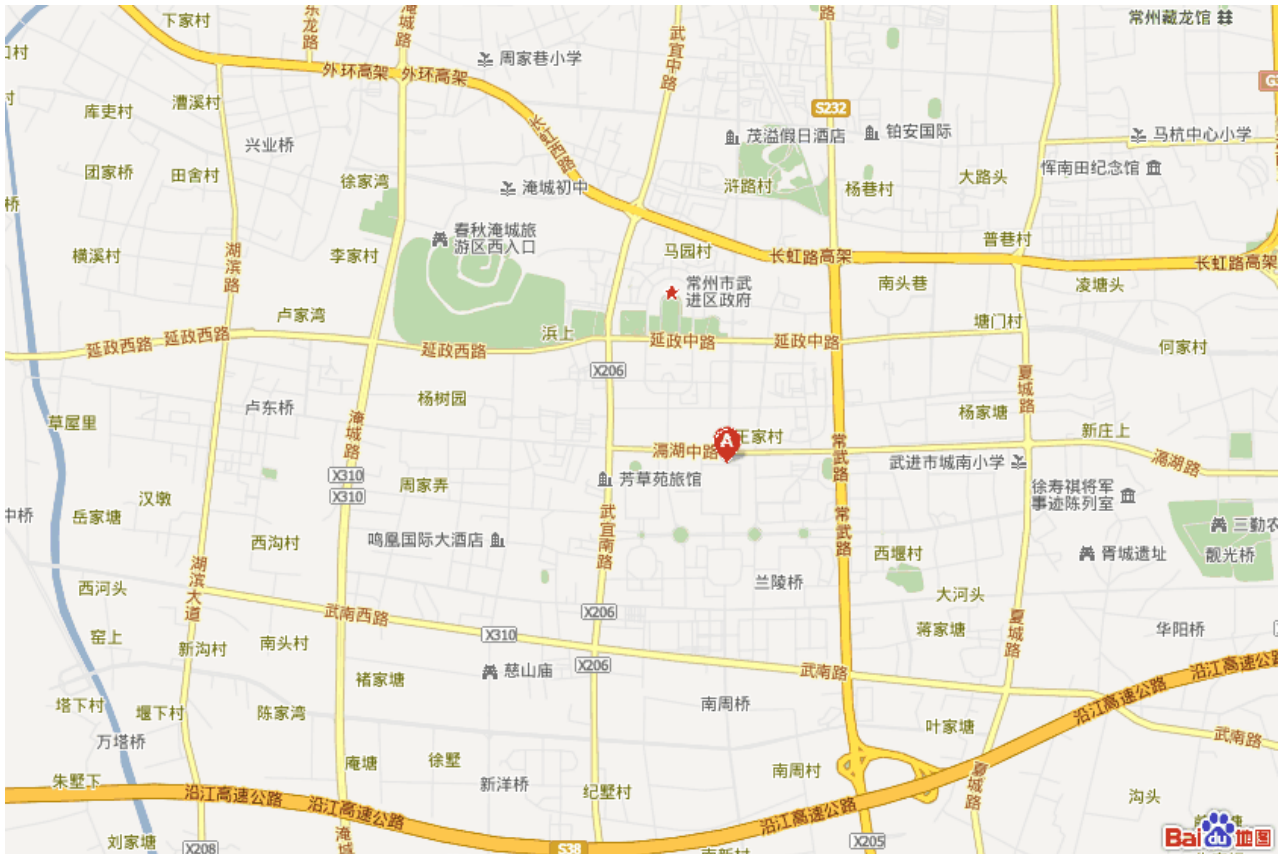 下家村
东龙路
淹城路
武宜中路
路
常州藏龙馆
口村
周家巷小学
外环高架
外环高架
村
库吏村
漕溪村
S232
兴业桥
长虹西路
茂溢假日酒店
铂安国际
马杭中心小学
团家桥
田舍村
徐家湾
淹城初中
浒路村
杨巷村
大路头
恽南田纪念馆
桥
春秋淹城旅
游区西入口
横溪村
湖滨路
李家村
马园村
长虹路高架
普巷村
长虹路高架
常州市武
进区政府
南头巷
凌塘头
卢家湾
浜上
塘门村
延政西路
延政西路
延政西路
延政中路
延政中路
何家村
X206
夏城路
杨树园
卢东桥
草屋里
淹城路
杨家塘
新庄上
A
王家村
滆湖中路
常武路
武进市城南小学
滆湖路
X310
X310
周家弄
芳草苑旅馆
徐寿祺将军
事迹陈列室
汉墩
岳家塘
中桥
武宜南路
常武路
三勤农
西沟村
鸣凰国际大酒店
西堰村
胥城遗址
靓光桥
湖滨大道
西河头
兰陵桥
大河头
武南西路
X206
X310
窑上
新沟村
南头村
蒋家塘
夏城路
华阳桥
X206
慈山庙
武南路
褚家塘
沿江高速公路
沿江高速公路
塔下村
堰下村
陈家湾
南周桥
叶家塘
武南路
万塔桥
庵塘
徐墅
新洋桥
纪墅村
南周村
夏城路
朱墅下
沿江高速公路
沿江高速公路
沿江高速公路
沟头
刘家塘
X208
淹城
S38
X205
Bai du 地图